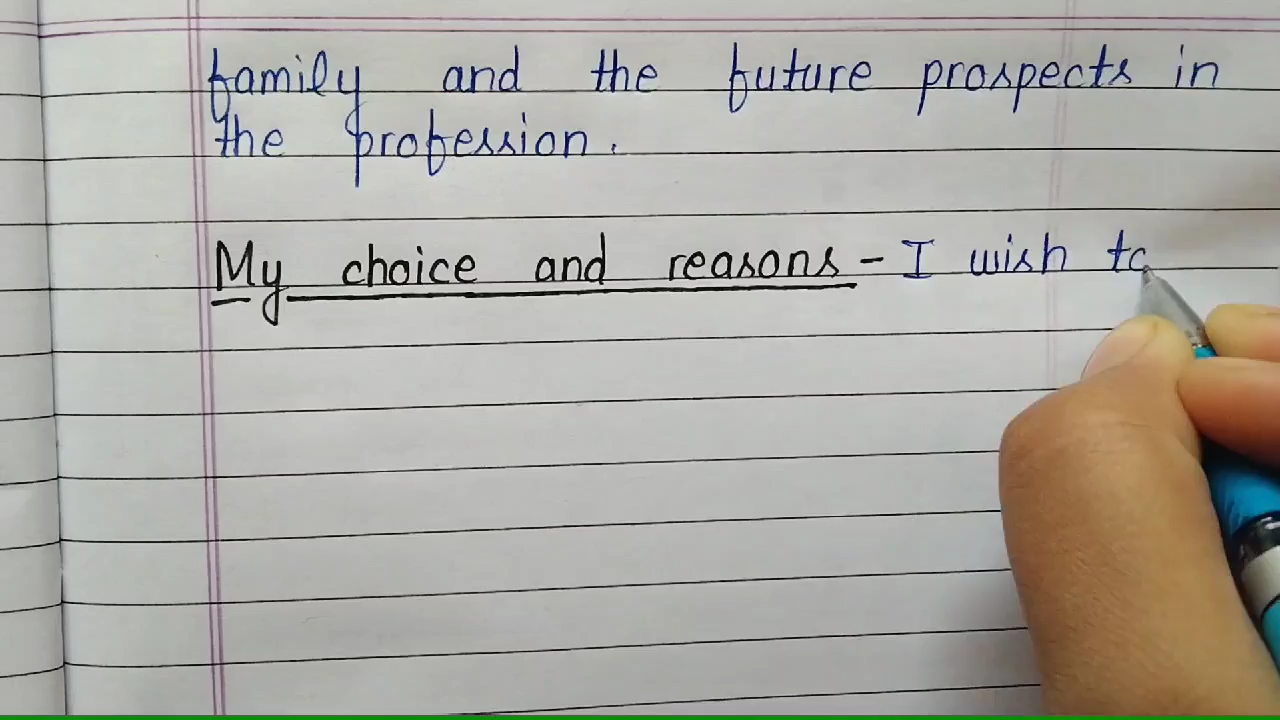 family and the future prospects in
the profession.
My choice and reasons - I wish to